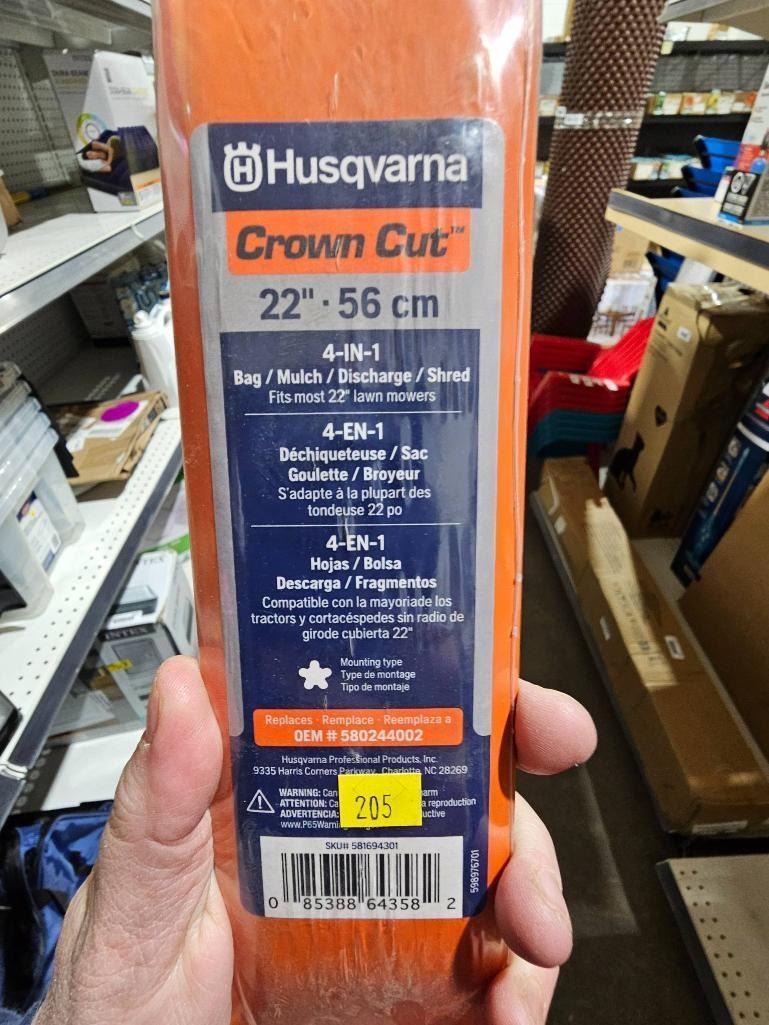 Husqvarna
Crown Cut™
22" · 56 cm
4-IN-1
Bag / Mulch / Discharge / Shred
Fits most 22" lawn mowers
4-EN-1
Déchiqueteuse / Sac
Goulette / Broyeur
S'adapte à la plupart des
tondeuse 22 po
4-EN-1
Hojas / Bolsa
Descarga / Fragmentos
Compatible con la mayoriade los
tractors y cortacéspedes sin radio de
girode cubierta 22"
Mounting type
Type de montage
Tipo de montaje
Replaces · Remplace · Reemplaza a
OEM # 580244002
Husqvarna Professional Products, Inc.
9335 Harris Corners Parkway, Charlotte, NC 28269
WARNING:
ATTENTION: a reproduction
ADVERTENCIA:
205
SKU# 581694301
0 85388 64358 2
598976701
INTEX
INTEX